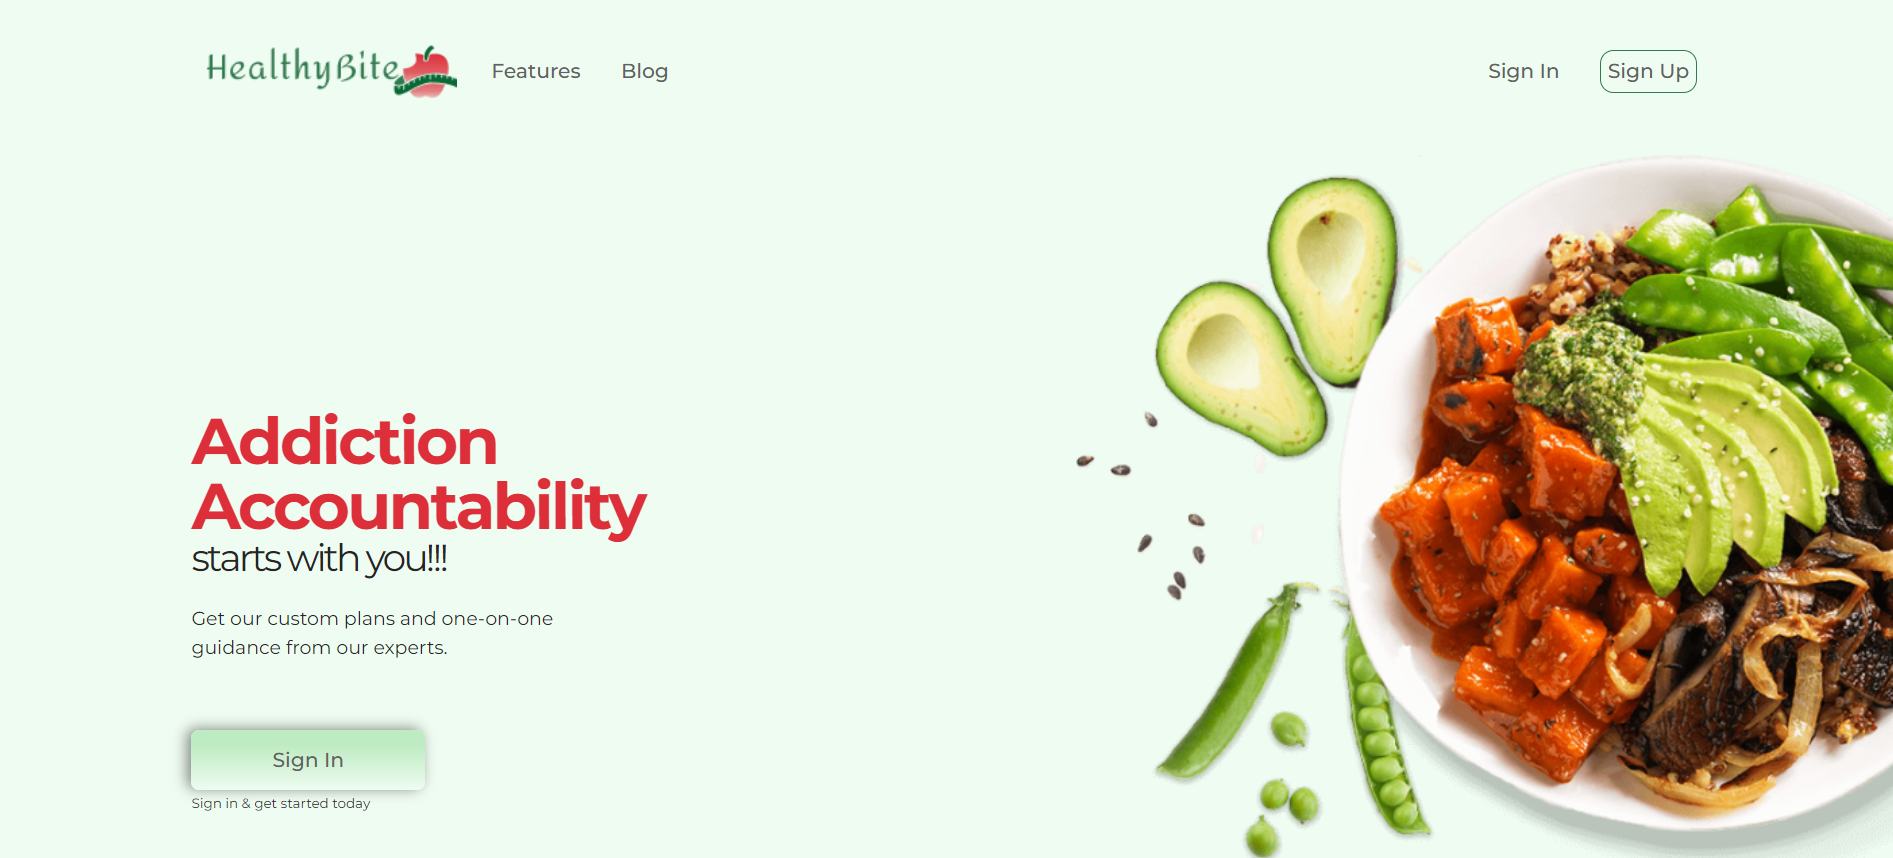 HealthyBite
Features
Blog
Sign In
Sign Up
Addiction
Accountability
starts with you!!!
Get our custom plans and one-on-one
guidance from our experts.
Sign In
Sign in & get started today